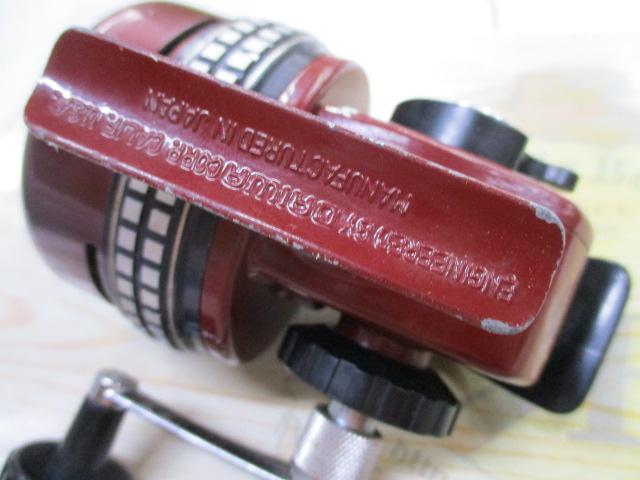 ENGINEERED BY DAIWA CORP. CALIF. U.S.A.
MANUFACTURED IN JAPAN